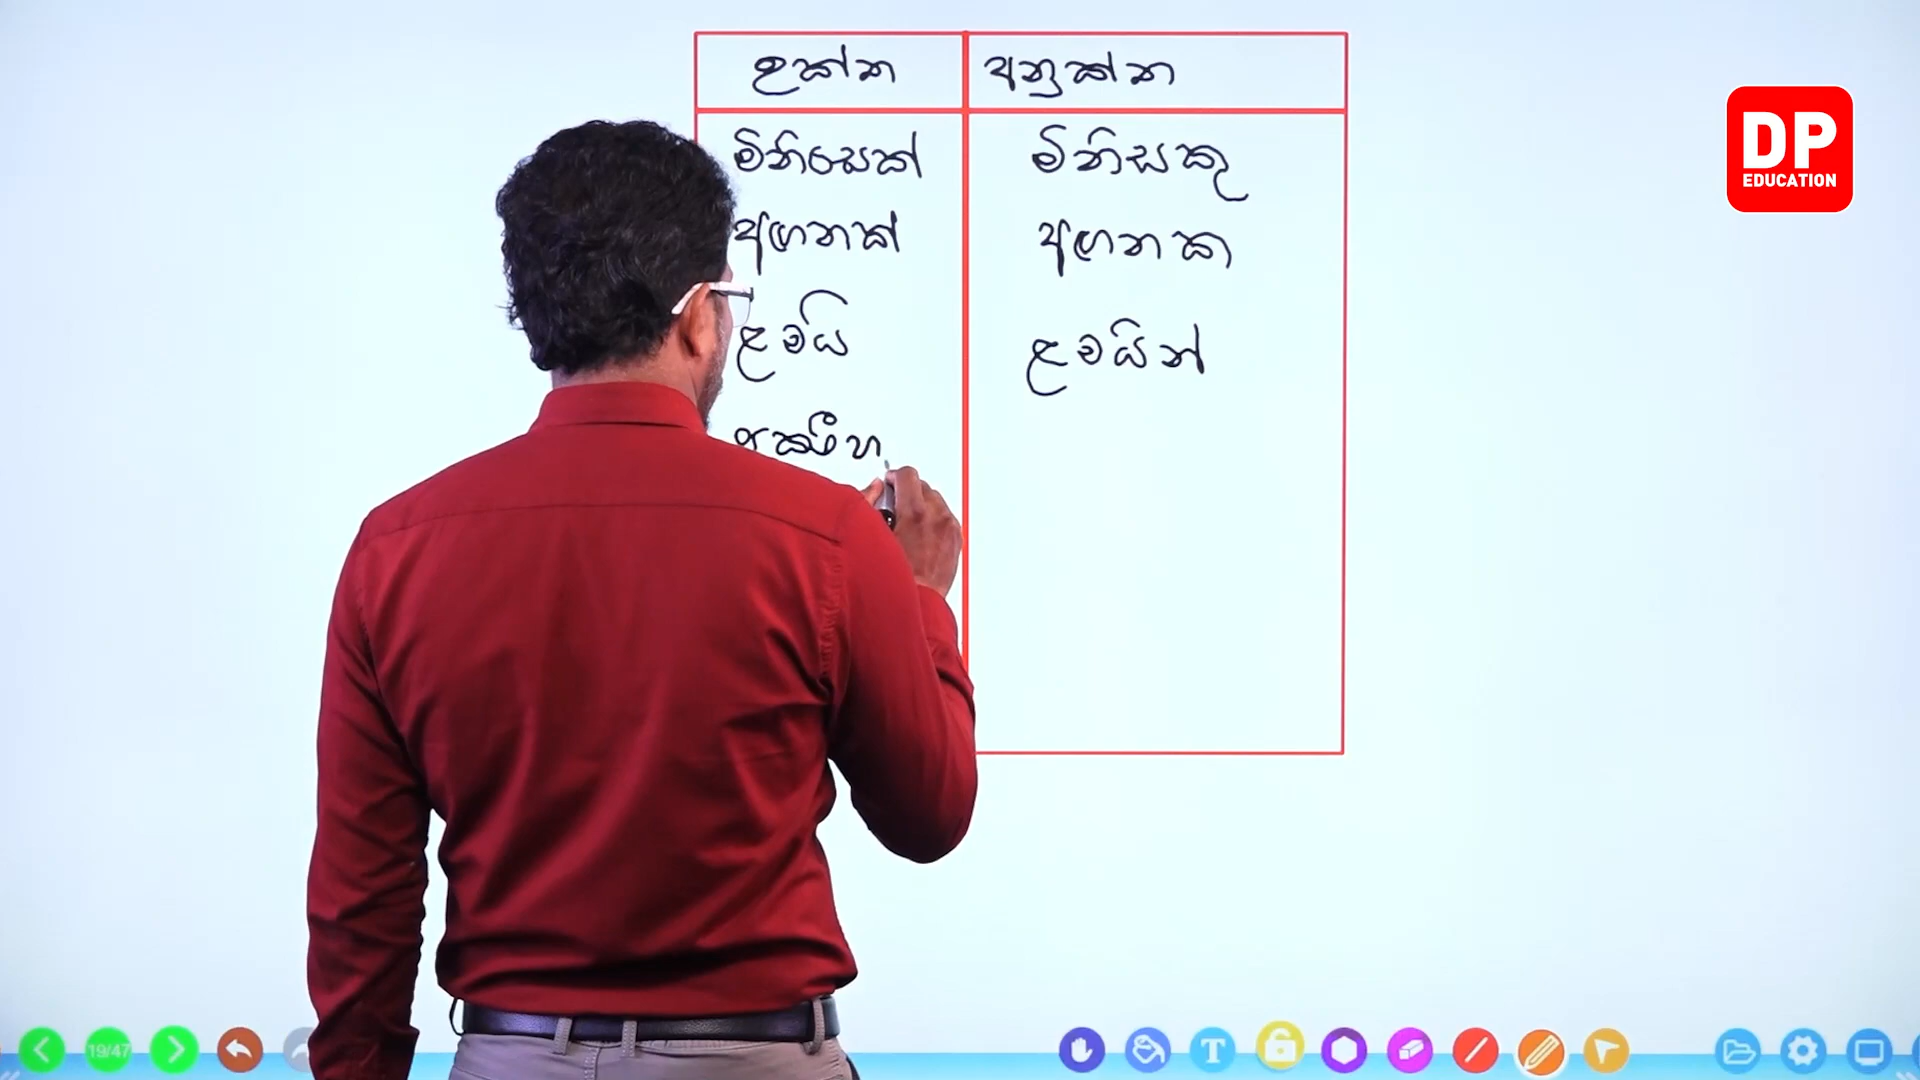 උක්ත අනුක්ත
මිනිසෙක් මිනිසකු
අඟනක් අඟනක
ළමයි ළමයින්
DP
EDUCATION
19/47